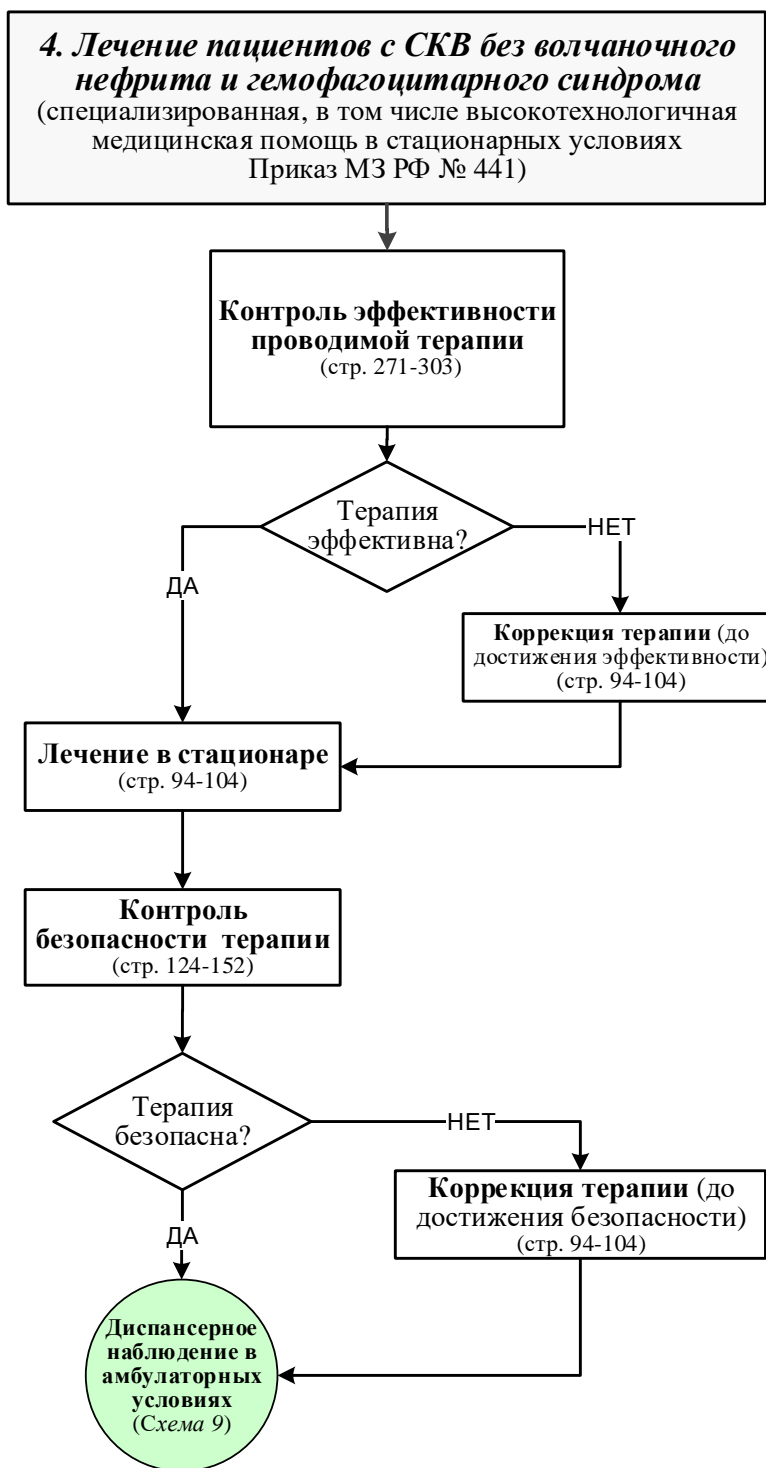 4. Лечение пациентов с СКВ без волчаночного
нефрита и гемофагоцитарного синдрома
(специализированная, в том числе высокотехнологичная
медицинская помощь в стационарных условиях
Приказ МЗ РФ № 441)
Контроль эффективности
проводимой терапии
(стр. 271-303)
Терапия
эффективна?
НЕТ
ДА
Коррекция терапии (до
достижения эффективности)
(стр. 94-104)
Лечение в стационаре
(стр. 94-104)
Контроль
безопасности терапии
(стр. 124-152)
Терапия
безопасна?
НЕТ
Коррекция терапии (до
достижения безопасности)
(стр. 94-104)
ДА
Диспансерное
наблюдение в
амбулаторных
условиях
(Схема 9)